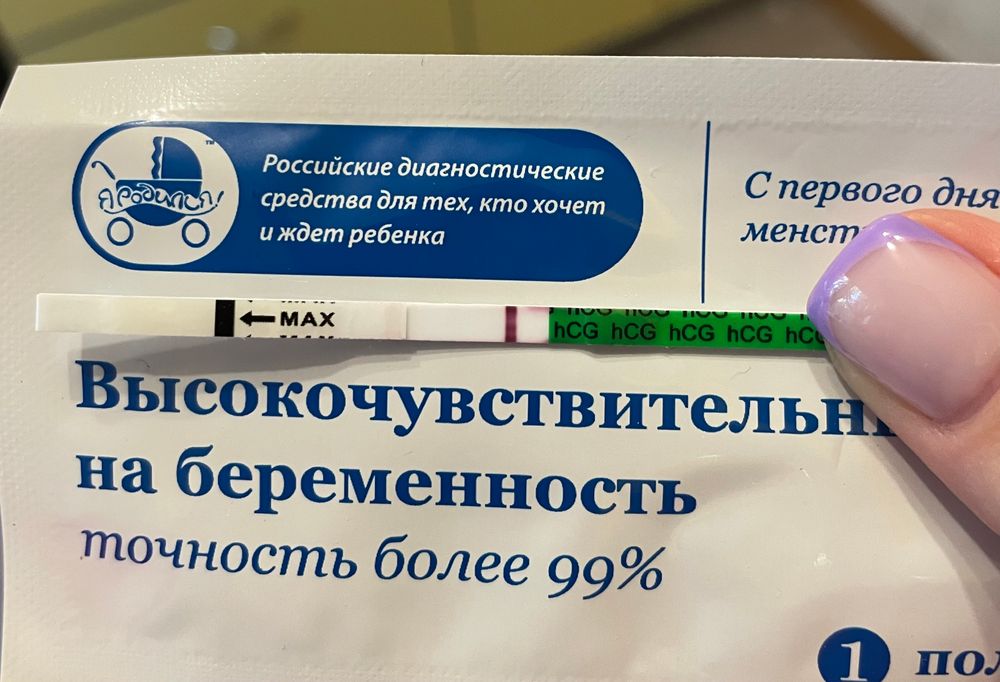 Я РОДИЛСЯ!
TM
Российские диагностические
средства для тех, кто хочет
и ждет ребенка
С первого дня
MAX
hCG hCG hCG hCG
Высокочувствительн
на беременность
точность более 99%
1